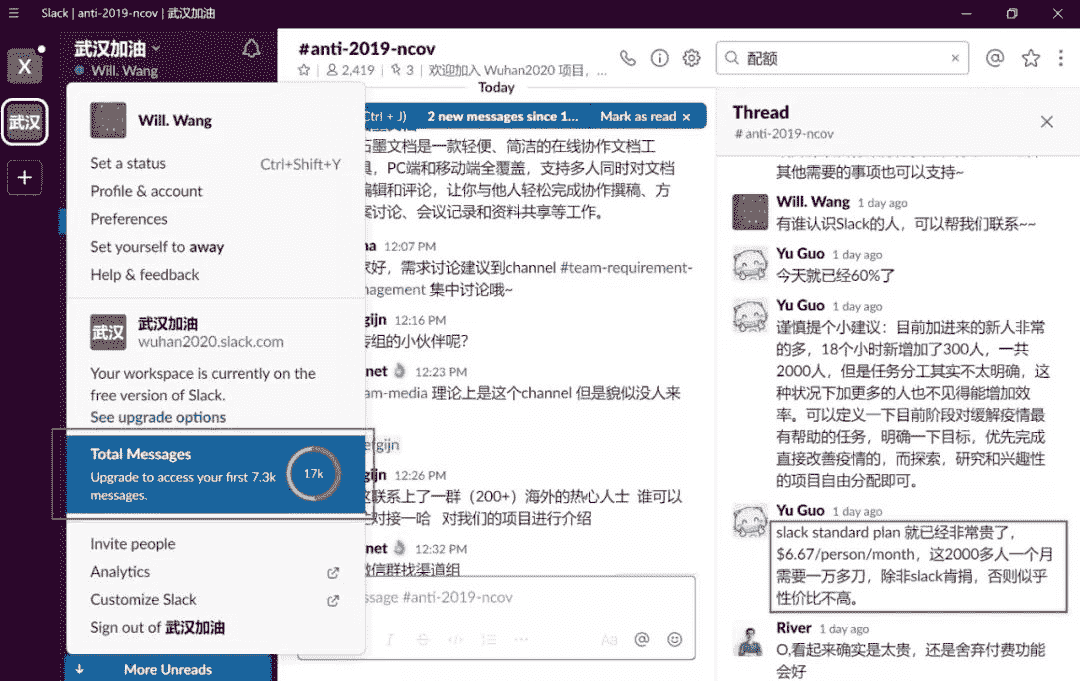 Slack | anti-2019-ncov | 武汉加油
X
武汉
武汉加油
Will. Wang
Will. Wang
Set a status Ctrl+Shift+Y
Profile & account
Preferences
Set yourself to away
Help & feedback
武汉
武汉加油
wuhan2020.slack.com
Your workspace is currently on the
free version of Slack.
See upgrade options
Total Messages
Upgrade to access your first 7.3k
messages.
17k
Invite people
Analytics
Customize Slack
Sign out of 武汉加油
More Unreads
#anti-2019-ncov
2,419 | 3 | 欢迎加入 Wuhan2020 项目，...
配额
Today
Ctrl + J) 2 new messages since 1... Mark as read ×
石墨文档是一款轻便、简洁的在线协作文档工
具，PC端和移动端全覆盖，支持多人同时对文档
编辑和评论，让你与他人轻松完成协作撰稿、方
案讨论、会议记录和资料共享等工作。
na 12:07 PM
家好，需求讨论建议到channel #team-requirement-
nagement 集中讨论哦~
gijn 12:16 PM
专组的小伙伴呢?
net 12:23 PM
am-media 理论上是这个channel 但是貌似没人来
efgijn
gijn 12:26 PM
联系上了一群（200+）海外的热心人士 谁可以
对接一哈 对我们的项目进行介绍
net 12:32 PM
微信群找渠道组
ssage #anti-2019-ncov
Aa @
Thread
# anti-2019-ncov
其他需要的事项也可以支持~
Will. Wang 1 day ago
有谁认识Slack的人，可以帮我们联系~~
Yu Guo 1 day ago
今天就已经60%了
Yu Guo 1 day ago
谨慎提个小建议：目前加进来的新人非常
的多，18个小时新增加了300人，一共
2000人，但是任务分工其实不太明确，这
种状况下加更多的人也不见得能增加效
率。可以定义一下目前阶段对缓解疫情最
有帮助的任务，明确一下目标，优先完成
直接改善疫情的，而探索，研究和兴趣性
的项目自由分配即可。
Yu Guo 1 day ago
slack standard plan 就已经非常贵了，
$6.67/person/month，这2000多人一个月
需要一万多刀，除非slack肯捐，否则似乎
性价比不高。
River 1 day ago
O,看起来确实是太贵，还是舍弃付费功能
会好